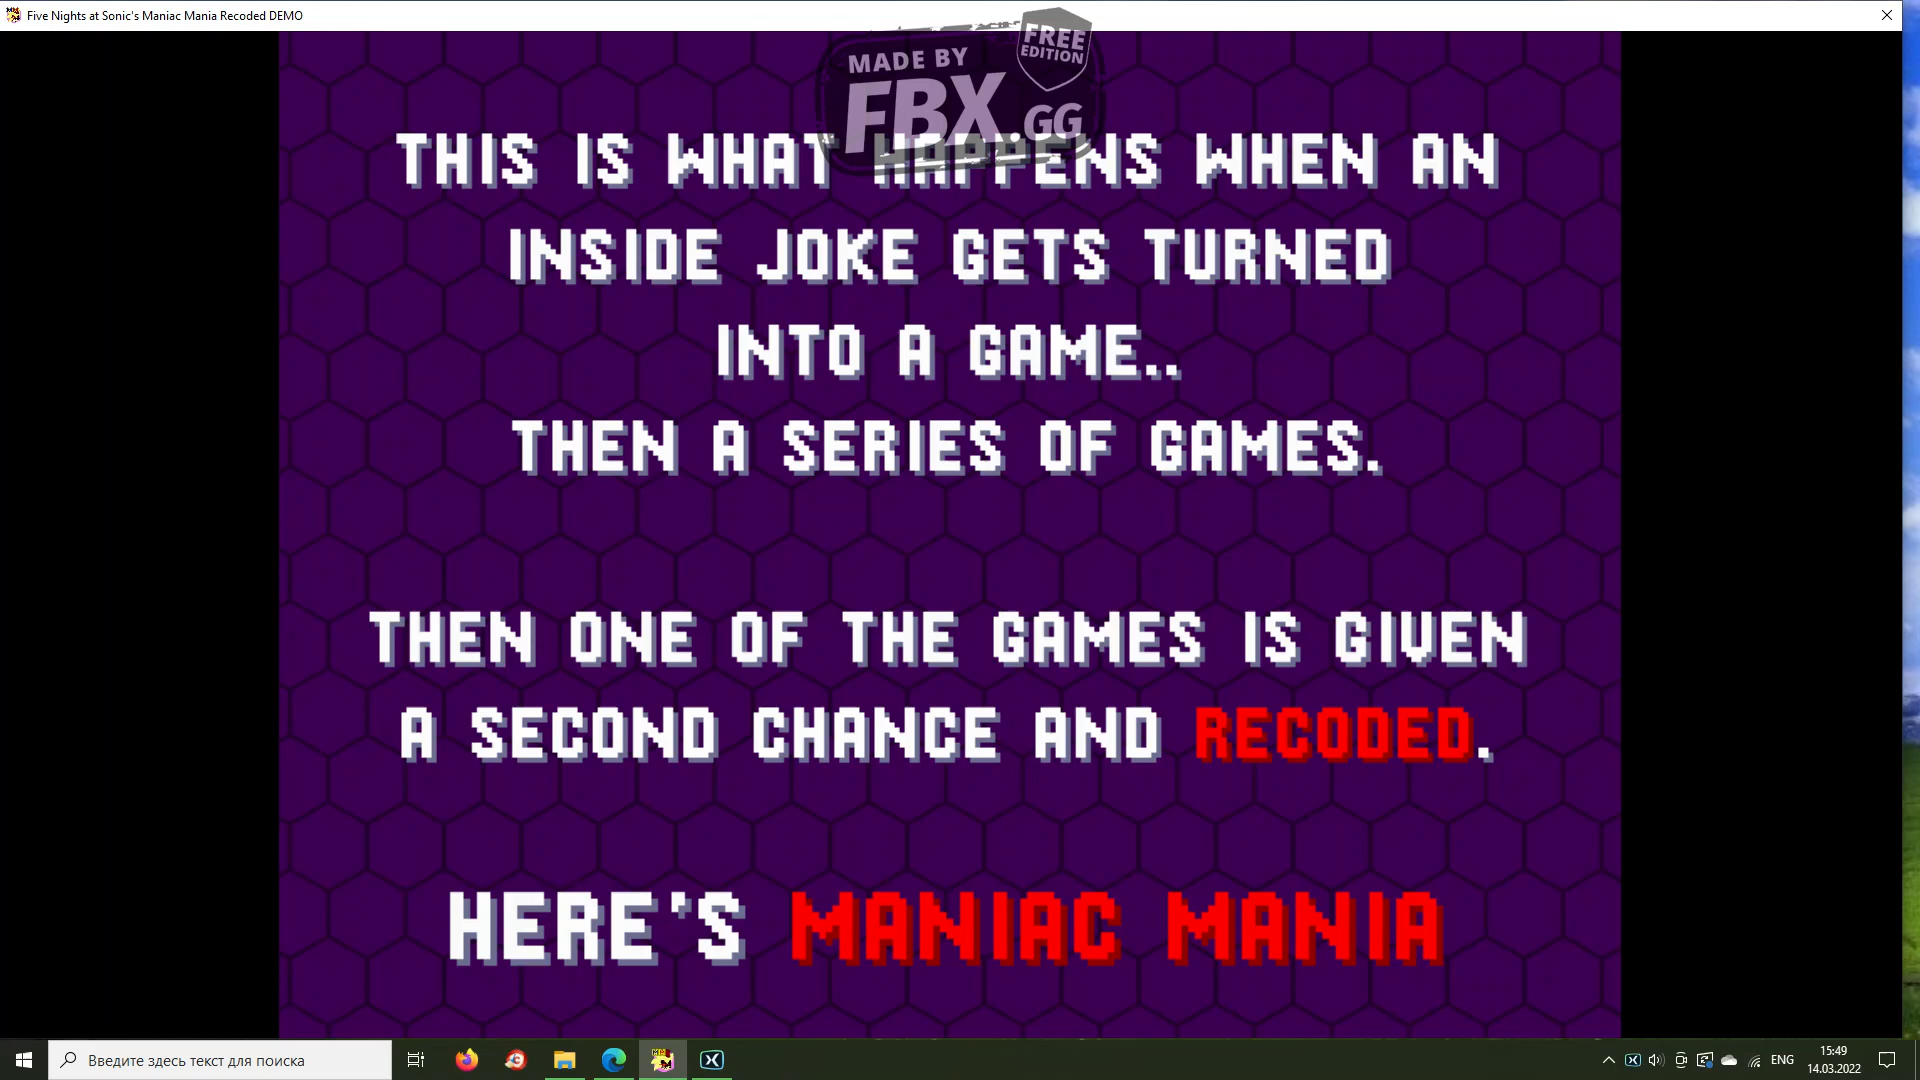 Five Nights at Sonic's Maniac Mania Recoded DEMO
MADE BY
FBX.GG
FREE
EDITION
THIS IS WHAT HAPPENS WHEN AN
INSIDE JOKE GETS TURNED
INTO A GAME..
THEN A SERIES OF GAMES.
THEN ONE OF THE GAMES IS GIVEN
A SECOND CHANCE AND RECODED.
HERE'S MANIAC MANIA
Введите здесь текст для поиска
ENG
15:49
14.03.2022